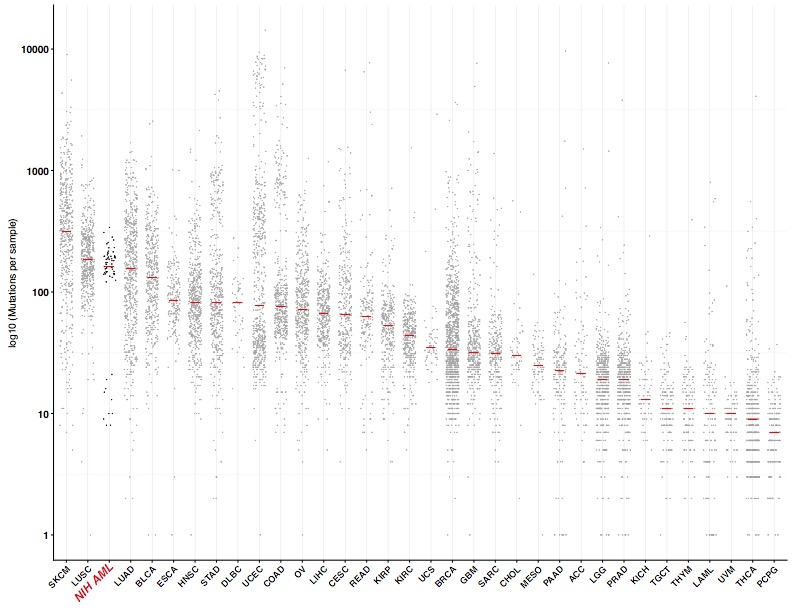 log10 (Mutations per sample)
10000
1000
100
10
1
SKCM
LUSC
NIH AML
LUAD
BLCA
ESCA
HNSC
STAD
DLBC
UCEC
COAD
OV
LIHC
CESC
READ
KIRP
KIRC
UCS
BRCA
GBM
SARC
CHOL
MESO
PAAD
ACC
LGG
PRAD
KICH
TGCT
THYM
LAML
UVM
THCA
PCPG